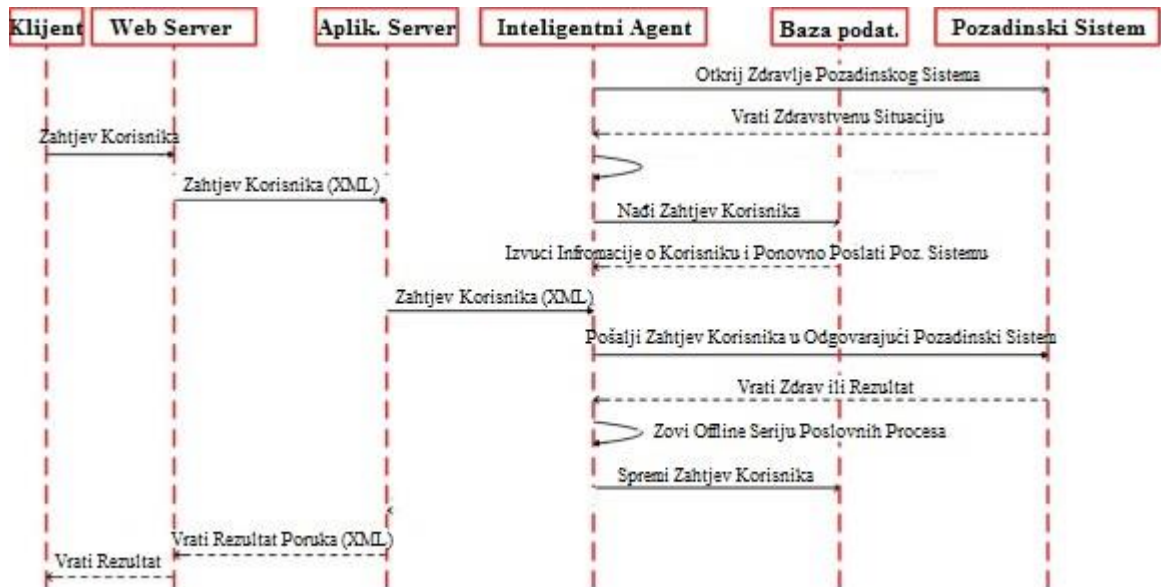 Klijent
Web Server
Aplik. Server
Inteligentni Agent
Baza podat.
Pozadinski Sistem
Otkrij Zdravlje Pozadinskog Sistema
Vrati Zdravstvenu Situaciju
Zahtjev Korisnika
Zahtjev Korisnika (XML)
Nađi Zahtjev Korisnika
Izvuci Infromacije o Korisniku i Ponovno Poslati Poz. Sistemu
Zahtjev Korisnika (XML)
Pošalji Zahtjev Korisnika u Odgovarajući Pozadinski Sistem
Vrati Zdrav ili Rezultat
Zovi Offline Seriju Poslovnih Procesa
Spremi Zahtjev Korisnika
Vrati Rezultat Poruka (XML)
Vrati Rezultat